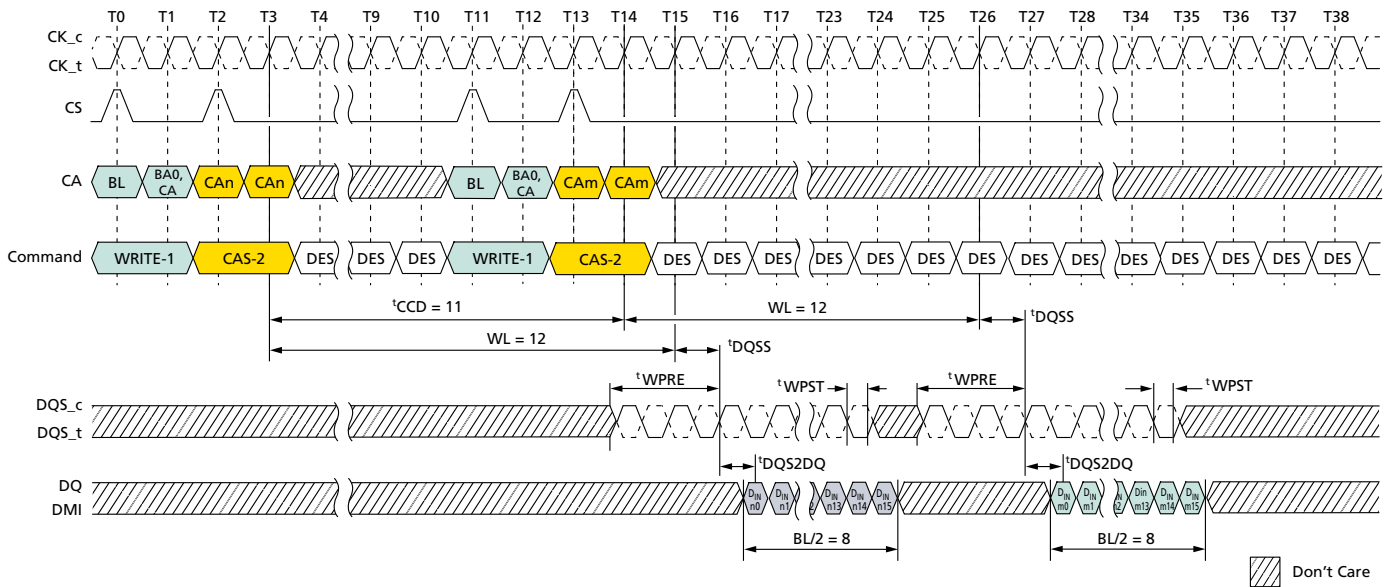 T0 T1 T2 T3 T4 T9 T10 T11 T12 T13 T14 T15 T16 T17 T23 T24 T25 T26 T27 T28 T34 T35 T36 T37 T38
CK_c
CK_t
CS
CA BL BA0, CA CAn CAn BL BA0, CA CAm CAm
Command WRITE-1 CAS-2 DES DES DES WRITE-1 CAS-2 DES DES DES DES DES DES DES DES DES DES DES DES DES DES
tCCD = 11 WL = 12 tDQSS
WL = 12 tDQSS
tWPRE tWPST tWPRE tWPST
DQS_c
DQS_t
tDQS2DQ tDQS2DQ
DQ DIN DIN DIN DIN DIN DIN DIN Din DIN DIN
DMI n0 n1 n13 n14 n15 m0 m1 m13 m14 m15
BL/2 = 8 BL/2 = 8
Don't Care